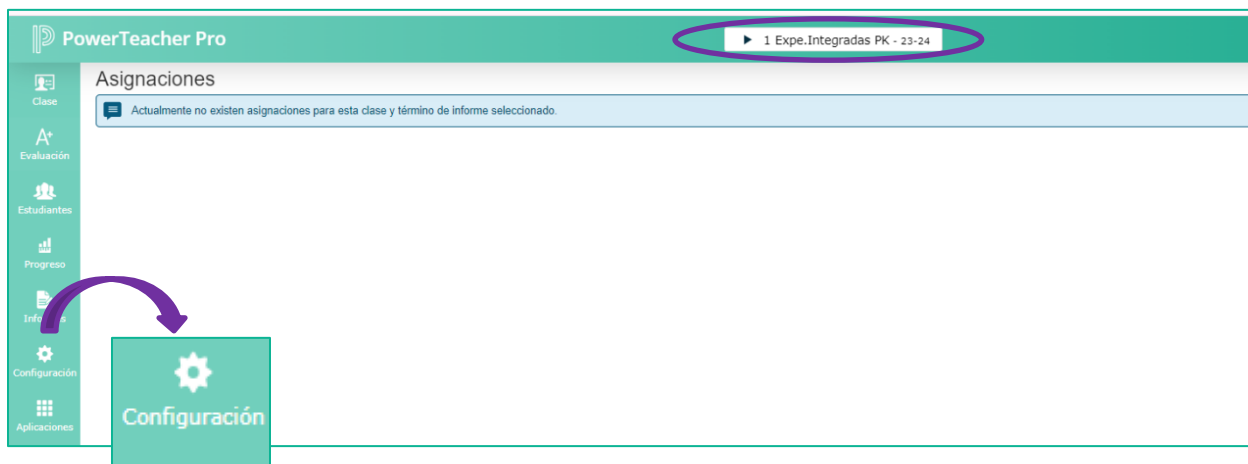 PowerTeacher Pro
1 Expe.Integradas PK - 23-24
Asignaciones
Actualmente no existen asignaciones para esta clase y término de informe seleccionado.
Clase
A+
Evaluación
Estudiantes
Progreso
Configuración
Aplicaciones
Configuración